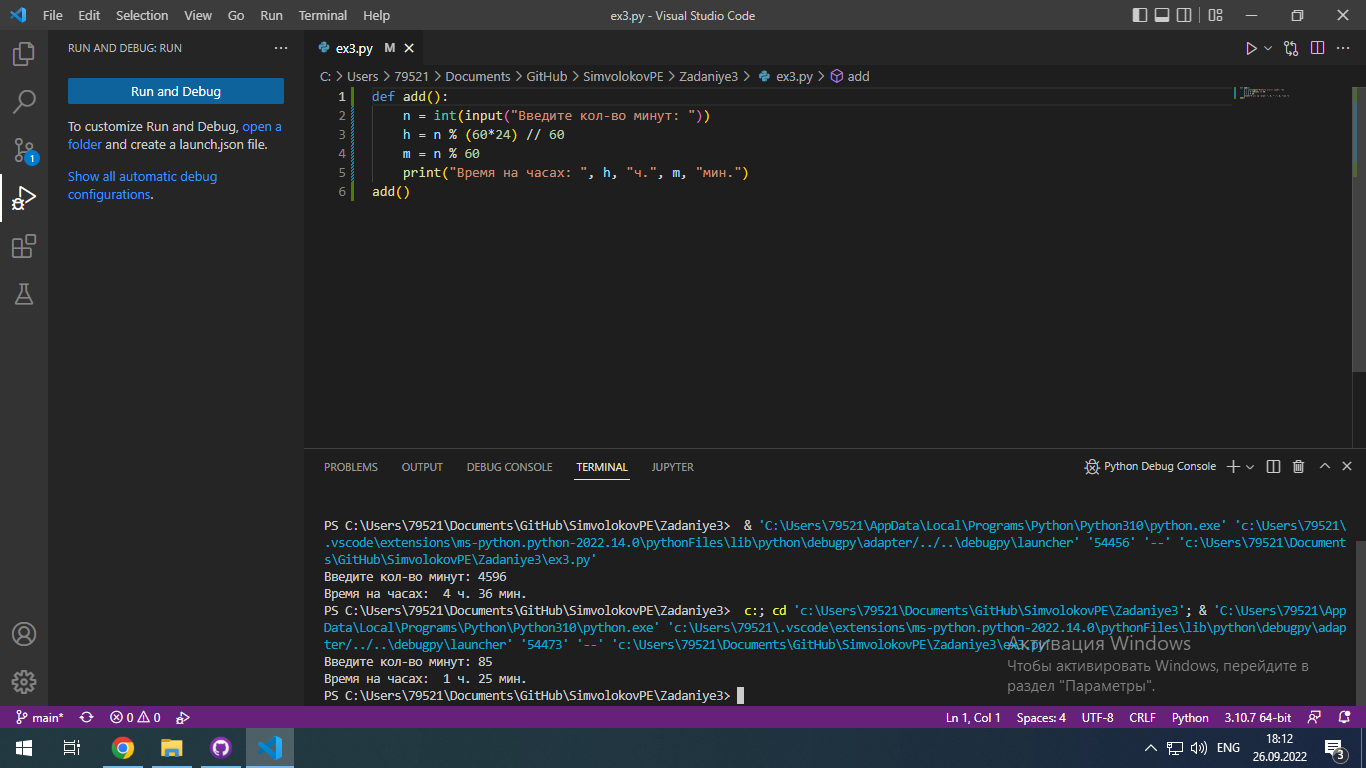 File Edit Selection View Go Run Terminal Help ex3.py - Visual Studio Code
RUN AND DEBUG: RUN
Run and Debug
To customize Run and Debug, open a
folder and create a launch.json file.
Show all automatic debug
configurations.
1
ex3.py M
C: > Users > 79521 > Documents > GitHub > SimvolokovPE > Zadaniye3 > ex3.py > add
1 def add():
2 n = int(input("Введите кол-во минут: "))
3 h = n % (60*24) // 60
4 m = n % 60
5 print("Время на часах: ", h, "ч.", m, "мин.")
6 add()
PROBLEMS OUTPUT DEBUG CONSOLE TERMINAL JUPYTER Python Debug Console
PS C:\Users\79521\Documents\GitHub\SimvolokovPE\Zadaniye3> & 'C:\Users\79521\AppData\Local\Programs\Python\Python310\python.exe' 'c:\Users\79521\
.vscode\extensions\ms-python.python-2022.14.0\pythonFiles\lib\python\debugpy\adapter/../..\debugpy\launcher' '54456' '--' 'c:\Users\79521\Document
s\GitHub\SimvolokovPE\Zadaniye3\ex3.py'
Введите кол-во минут: 4596
Время на часах:  4 ч. 36 мин.
PS C:\Users\79521\Documents\GitHub\SimvolokovPE\Zadaniye3> c:; cd 'c:\Users\79521\Documents\GitHub\SimvolokovPE\Zadaniye3'; & 'C:\Users\79521\App
Data\Local\Programs\Python\Python310\python.exe' 'c:\Users\79521\.vscode\extensions\ms-python.python-2022.14.0\pythonFiles\lib\python\debugpy\adap
ter/../..\debugpy\launcher' '54473' '--' 'c:\Users\79521\Documents\GitHub\SimvolokovPE\Zadaniye3\ex3.py'
Введите кол-во минут: 85
Время на часах:  1 ч. 25 мин.
PS C:\Users\79521\Documents\GitHub\SimvolokovPE\Zadaniye3>
Активация Windows
Чтобы активировать Windows, перейдите в
раздел "Параметры".
main* 0 0 Ln 1, Col 1 Spaces: 4 UTF-8 CRLF Python 3.10.7 64-bit
ENG 18:12
26.09.2022
3